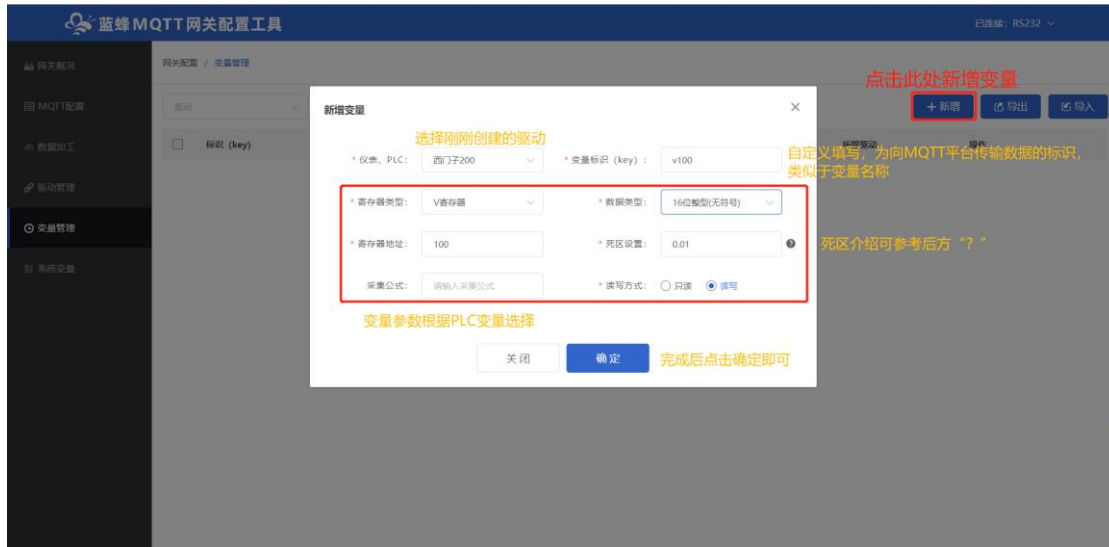 蓝蜂MQTT网关配置工具
已连接：RS232
网关概况
MQTT配置
数据加工
驱动管理
变量管理
系统变量
网关配置 / 变量管理
点击此处新增变量
驱动
+ 新增
导出
导入
标识 (key)
所属驱动
操作
新增变量
选择刚刚创建的驱动
* 仪表、PLC：
西门子200
* 变量标识 (key) :
v100
自定义填写，为向MQTT平台传输数据的标识，
类似于变量名称
* 寄存器类型：
V寄存器
* 数据类型：
16位整型(无符号)
* 寄存器地址：
100
* 死区设置：
0.01
死区介绍可参考后方“？”
采集公式：
请输入采集公式
* 读写方式：
只读
读写
变量参数根据PLC变量选择
关闭
确定
完成后点击确定即可